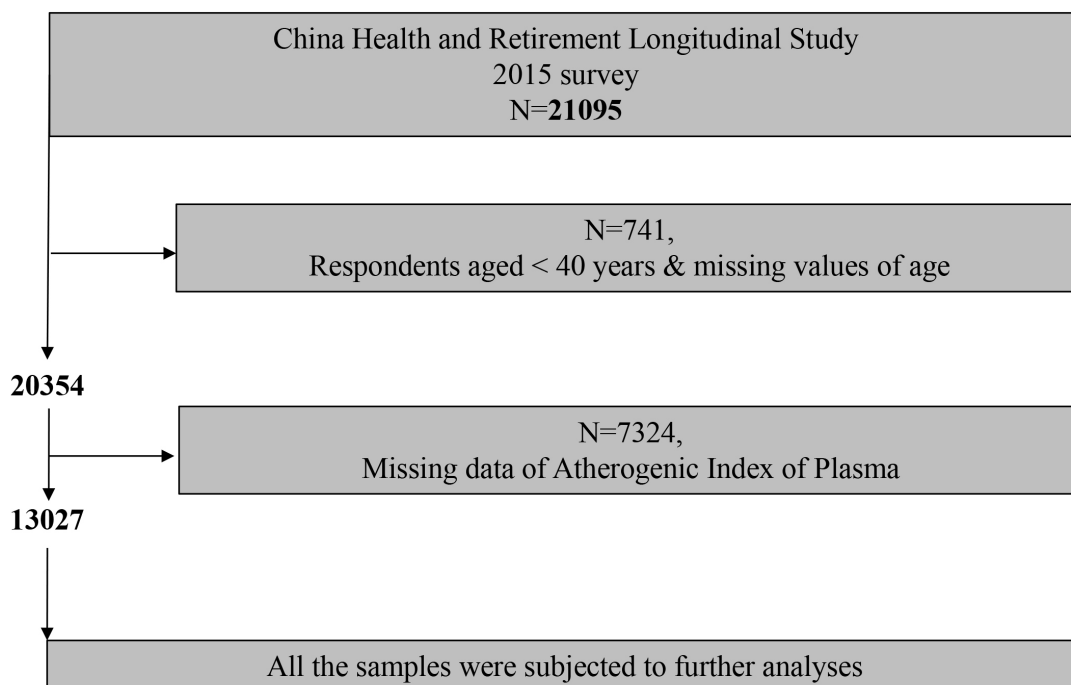 China Health and Retirement Longitudinal Study
2015 survey
N=21095
N=741,
Respondents aged < 40 years & missing values of age
20354
N=7324,
Missing data of Atherogenic Index of Plasma
13027
All the samples were subjected to further analyses